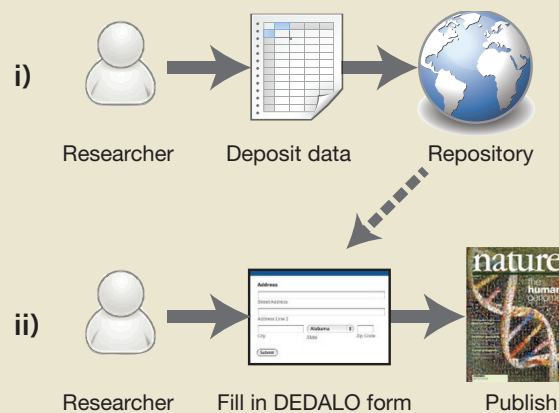 i)
Researcher
Deposit data
Repository
ii)
Address
Street Address
Address Line 2
Alabama
City
State
Zip Code
Submit
nature
the
human
genome
Researcher
Fill in DEDALO form
Publish